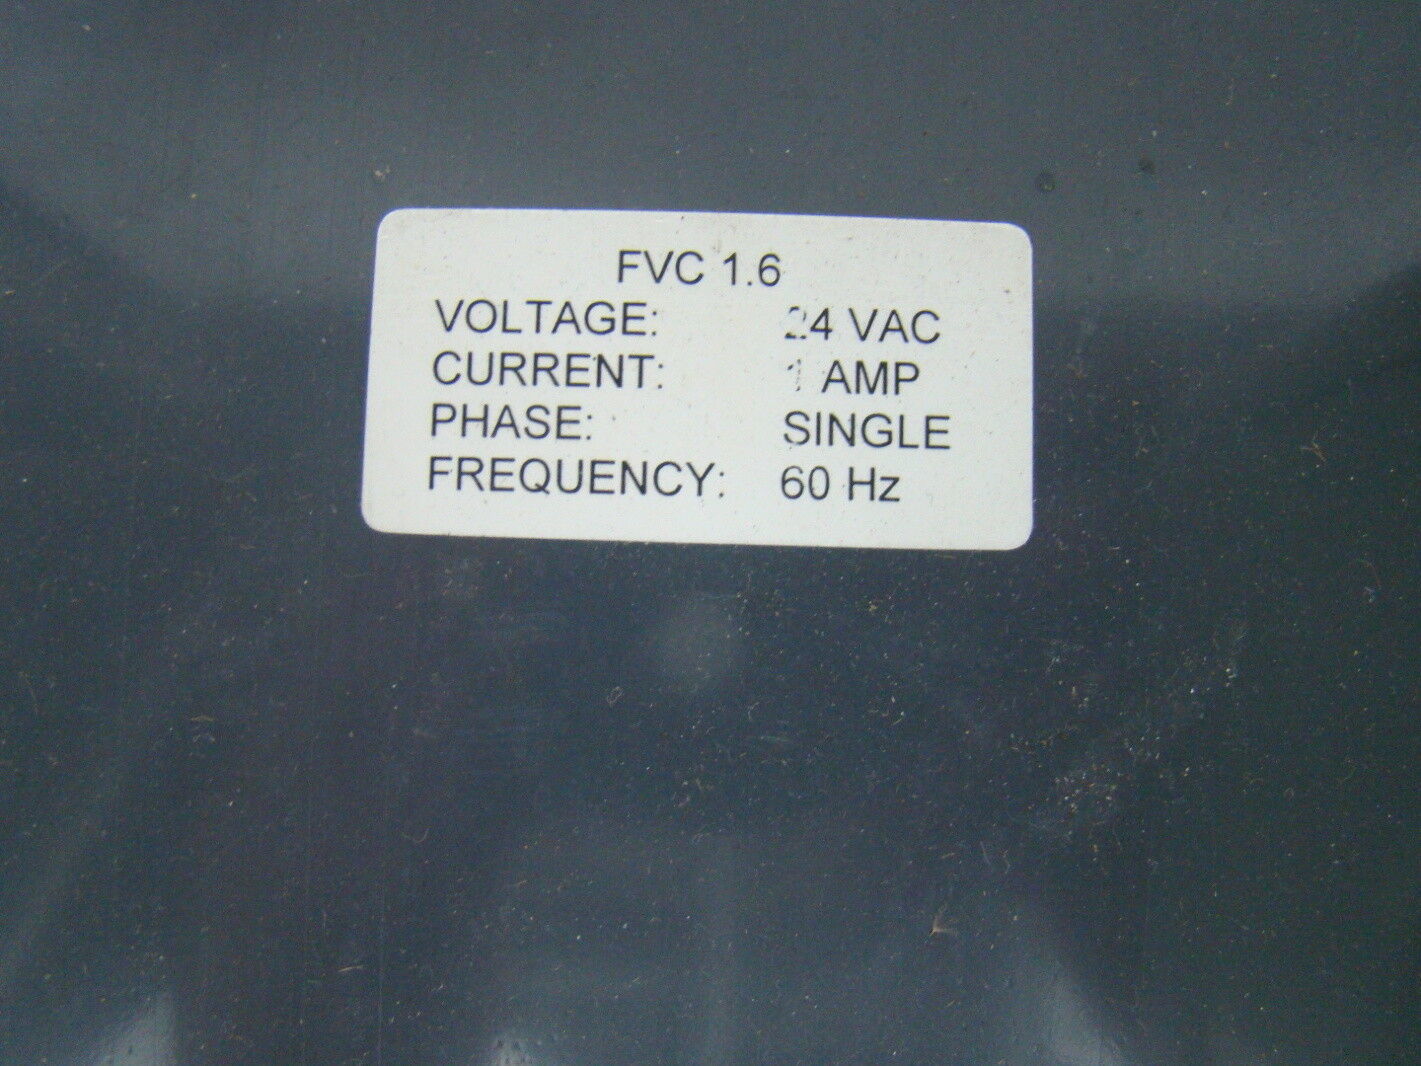 FVC 1.6
VOLTAGE: 24 VAC
CURRENT: 1 AMP
PHASE: SINGLE
FREQUENCY: 60 Hz